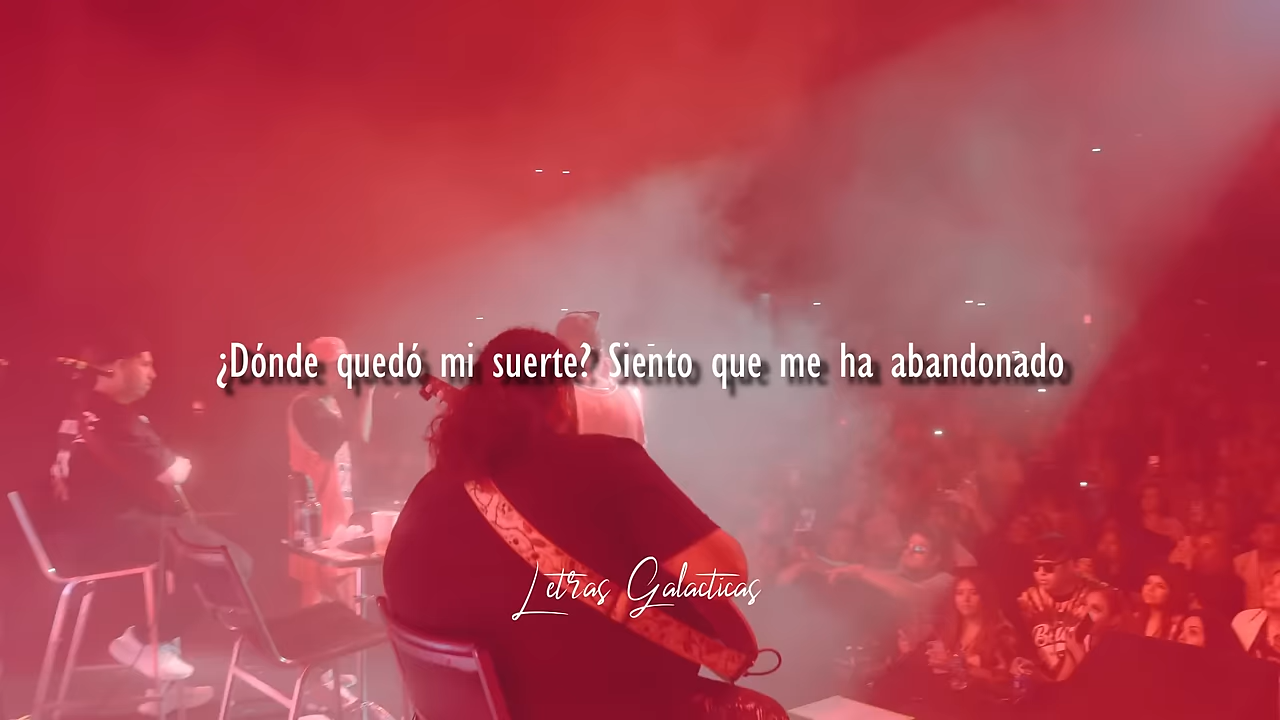 ¿Dónde quedó mi suerte? Siento que me ha abandonado
Letras Galacticas